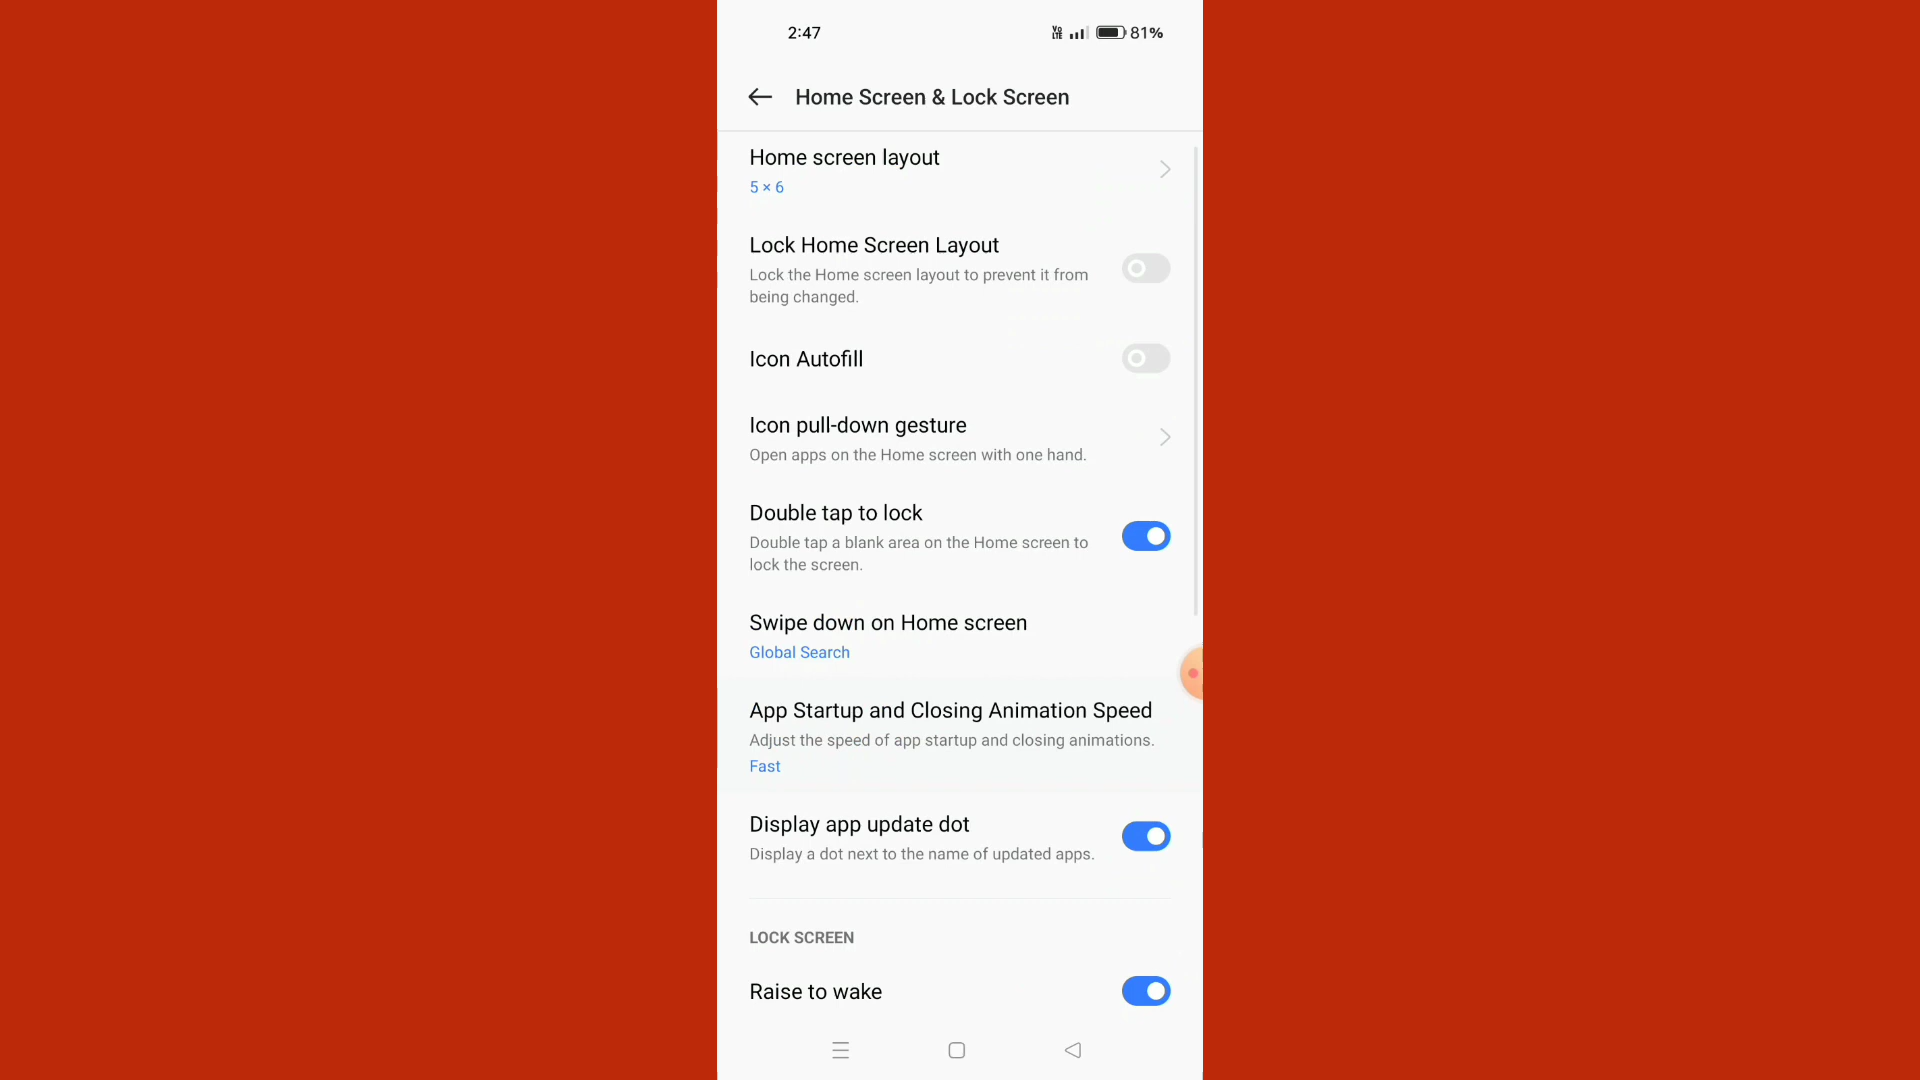 2:47
Vo LTE 81%
Home Screen & Lock Screen
Home screen layout
5 × 6
Lock Home Screen Layout
Lock the Home screen layout to prevent it from
being changed.
Icon Autofill
Icon pull-down gesture
Open apps on the Home screen with one hand.
Double tap to lock
Double tap a blank area on the Home screen to
lock the screen.
Swipe down on Home screen
Global Search
App Startup and Closing Animation Speed
Adjust the speed of app startup and closing animations.
Fast
Display app update dot
Display a dot next to the name of updated apps.
LOCK SCREEN
Raise to wake